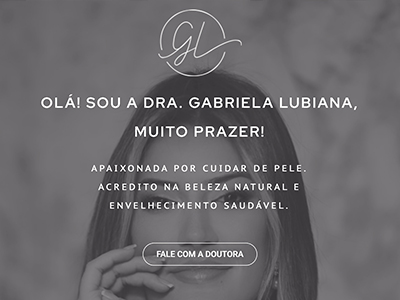 GL
OLÁ! SOU A DRA. GABRIELA LUBIANA,
MUITO PRAZER!
APAIXONADA POR CUIDAR DE PELE.
ACREDITO NA BELEZA NATURAL E
ENVELHECIMENTO SAUDÁVEL.
FALE COM A DOUTORA